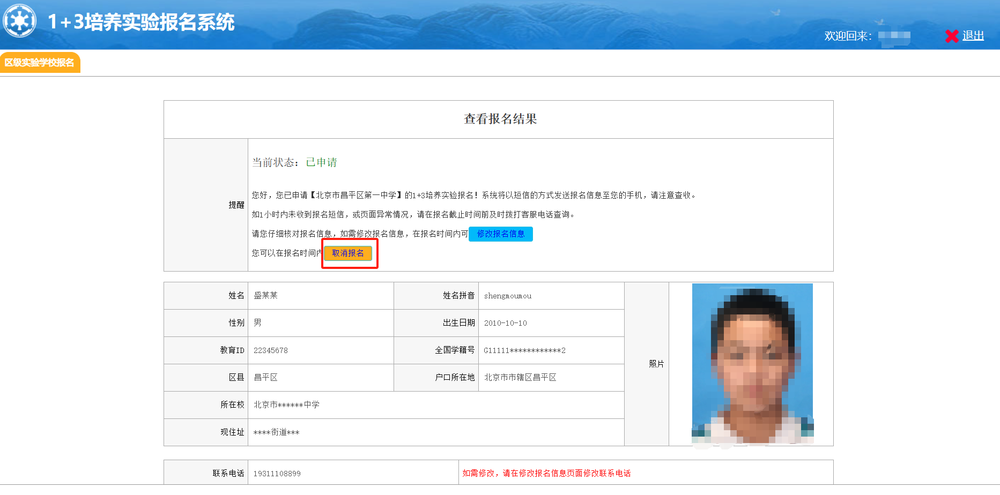 1+3培养实验报名系统
欢迎回来：
退出
区级实验学校报名
查看报名结果
提醒
当前状态：已申请
您好，您已申请【北京市昌平区第一中学】的1+3培养实验报名！系统将以短信的方式发送报名信息至您的手机，请注意查收。
如1小时内未收到报名短信，或页面异常情况，请在报名截止时间前及时拨打客服电话查询。
请您仔细核对报名信息，如需修改报名信息，在报名时间内可 修改报名信息
您可以在报名时间内 取消报名
姓名 盛某某 姓名拼音 shengmoumou
性别 男 出生日期 2010-10-10
教育ID 22345678 全国学籍号 G11111************2
区县 昌平区 户口所在地 北京市市辖区昌平区
照片
所在校 北京市******中学
现住址 ****街道***
联系电话 19311108899 如需修改，请在修改报名信息页面修改联系电话